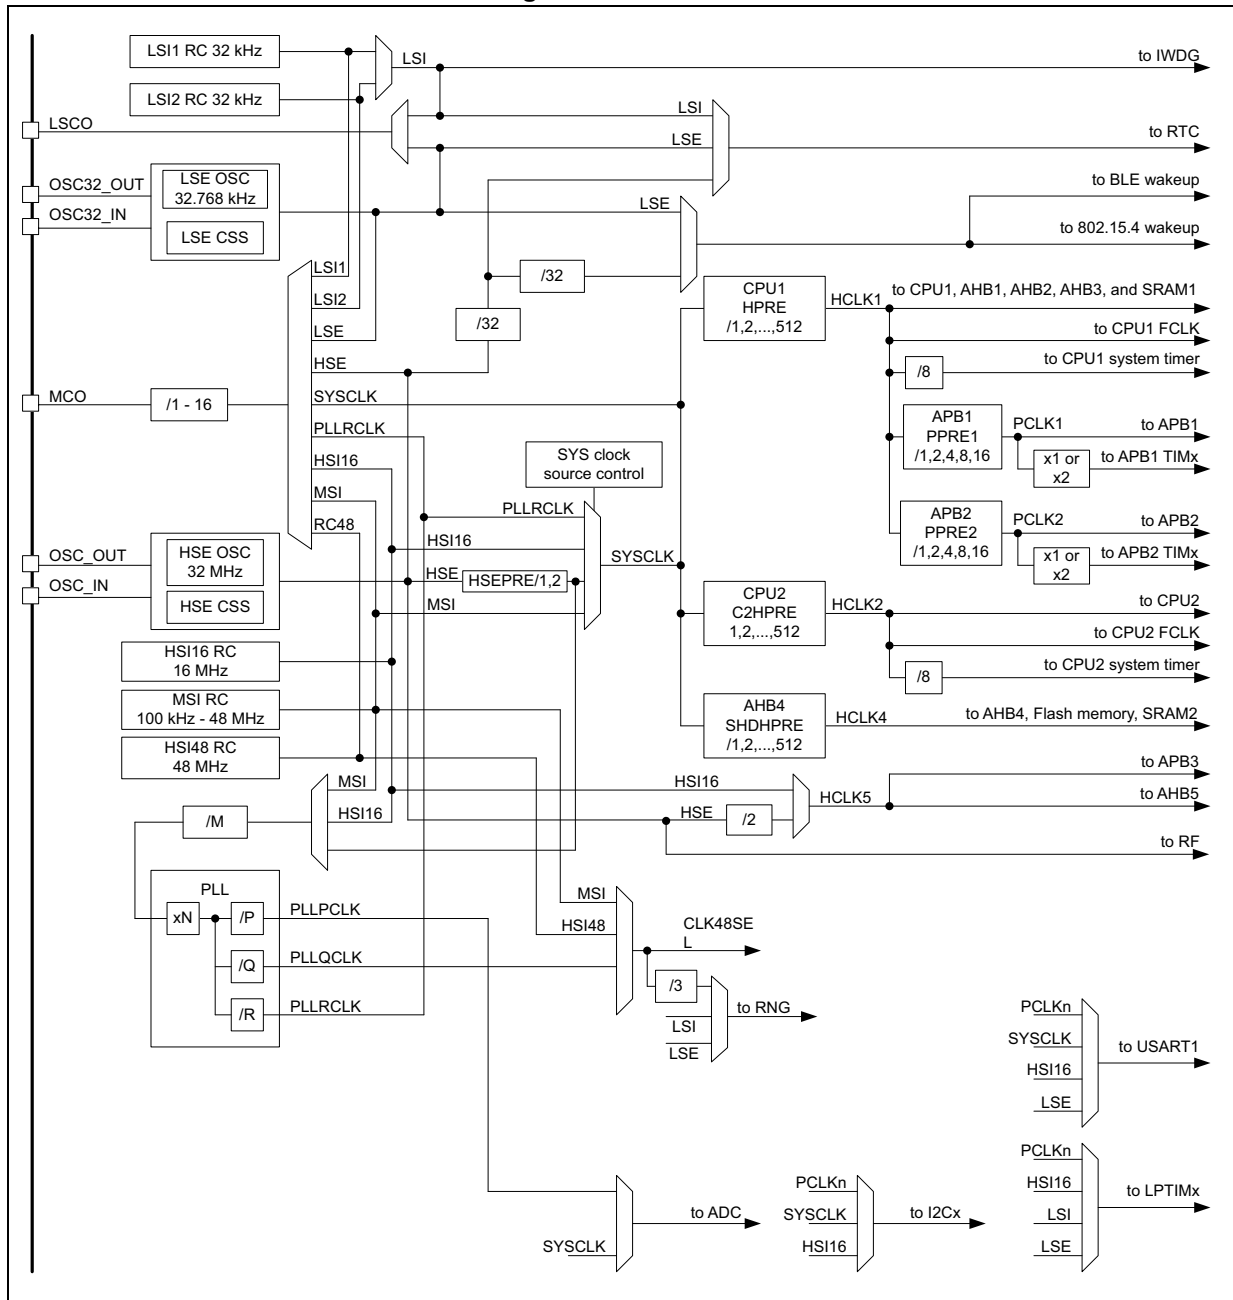 LSI1 RC 32 kHz
LSI
to IWDG
LSI2 RC 32 kHz
LSCO
LSI
LSE
to RTC
OSC32_OUT
OSC32_IN
LSE OSC
32.768 kHz
LSE CSS
LSE
to BLE wakeup
to 802.15.4 wakeup
/32
/32
LSI1
LSI2
LSE
HSE
SYSCLK
PLLRCLK
HSI16
MSI
RC48
MCO
/1 - 16
CPU1
HPRE
/1,2,...,512
HCLK1
to CPU1, AHB1, AHB2, AHB3, and SRAM1
to CPU1 FCLK
/8
to CPU1 system timer
APB1
PPRE1
/1,2,4,8,16
PCLK1
to APB1
x1 or
x2
to APB1 TIMx
APB2
PPRE2
/1,2,4,8,16
PCLK2
to APB2
x1 or
x2
to APB2 TIMx
SYS clock
source control
PLLRCLK
HSI16
HSE
HSEPRE/1,2
MSI
SYSCLK
OSC_OUT
OSC_IN
HSE OSC
32 MHz
HSE CSS
CPU2
C2HPRE
1,2,...,512
HCLK2
to CPU2
to CPU2 FCLK
/8
to CPU2 system timer
HSI16 RC
16 MHz
MSI RC
100 kHz - 48 MHz
HSI48 RC
48 MHz
AHB4
SHDHPRE
/1,2,...,512
HCLK4
to AHB4, Flash memory, SRAM2
MSI
HSI16
/M
HSI16
HSE
/2
HCLK5
to APB3
to AHB5
to RF
PLL
xN
/P
/Q
/R
PLLPCLK
PLLQCLK
PLLRCLK
MSI
HSI48
CLK48SE
L
/3
LSI
LSE
to RNG
PCLKn
SYSCLK
HSI16
LSE
to USART1
SYSCLK
to ADC
PCLKn
SYSCLK
HSI16
to I2Cx
PCLKn
HSI16
LSI
LSE
to LPTIMx